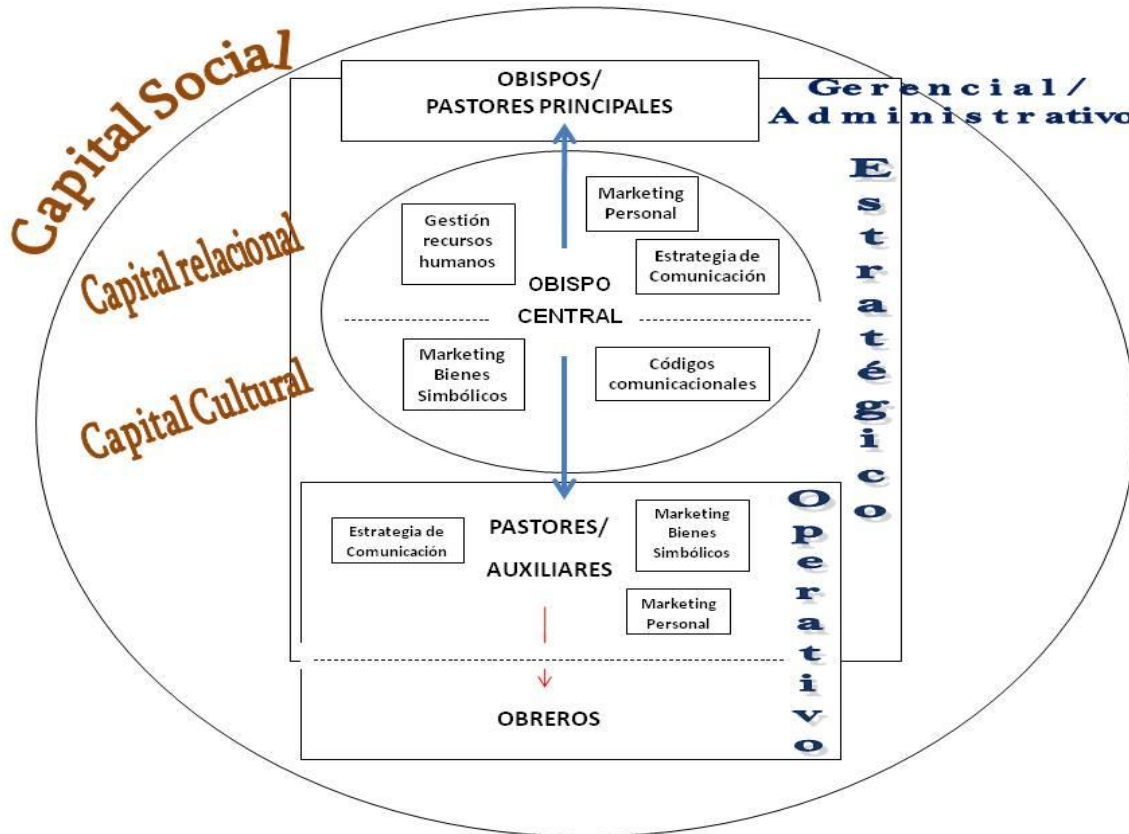 Capital Social
Capital relacional
Capital Cultural
OBISPOS/
PASTORES PRINCIPALES
Gerencial/
Administrativo
Estratégico
Marketing
Personal
Gestión
recursos
humanos
Estrategia de
Comunicación
OBISPO
CENTRAL
Marketing
Bienes
Simbólicos
Códigos
comunicacionales
Operativo
PASTORES/
AUXILIARES
Estrategia de
Comunicación
Marketing
Bienes
Simbólicos
Marketing
Personal
OBREROS